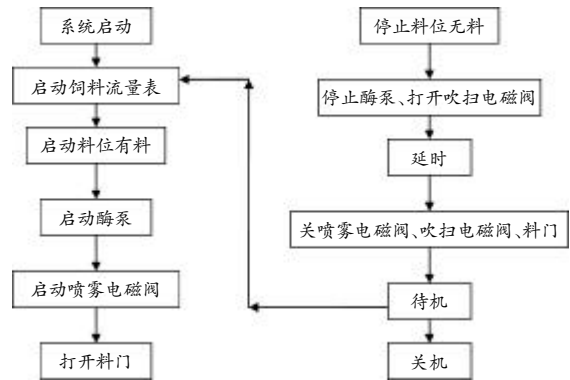 系统启动
启动饲料流量表
启动料位有料
启动酶泵
启动喷雾电磁阀
打开料门
停止料位无料
停止酶泵、打开吹扫电磁阀
延时
关喷雾电磁阀、吹扫电磁阀、料门
待机
关机